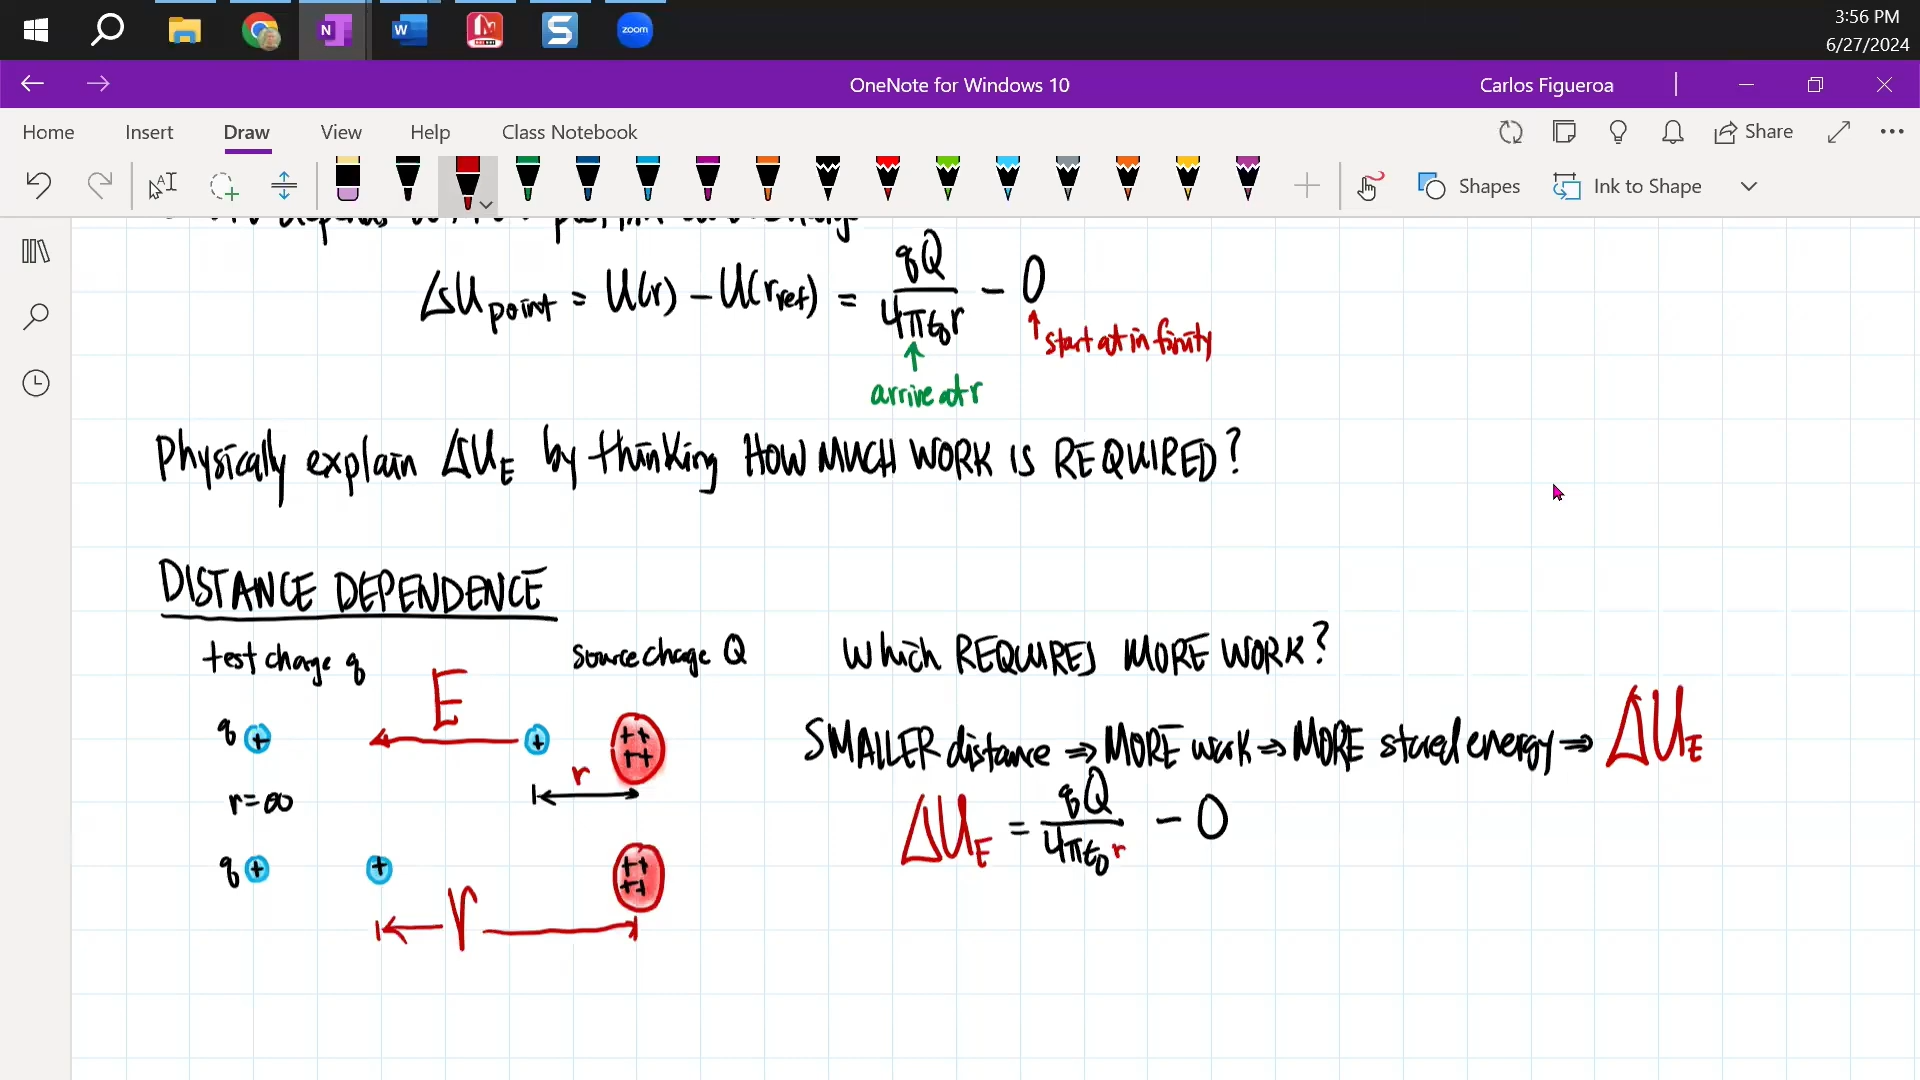 3:56 PM
6/27/2024
OneNote for Windows 10
Carlos Figueroa
Home Insert Draw View Help Class Notebook
Share
Shapes
Ink to Shape
ΔU point = U(r) - U(r ref) = qQ / 4πϵ0r - 0
start at infinity
arrive at r
Physically explain ΔU_E by thinking HOW MUCH WORK IS REQUIRED?
DISTANCE DEPENDENCE
test charge q
source charge Q
Which REQUIRES MORE WORK?
E
q +
+
++
++
SMALLER distance ⇒ MORE work ⇒ MORE stored energy ⇒ ΔU_E
r
r=∞
ΔU_E = qQ / 4πϵ0r - 0
q +
+
++
++
r